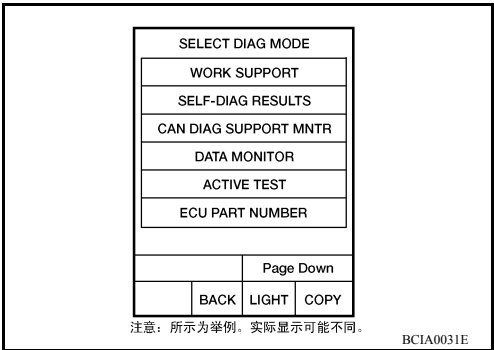 SELECT DIAG MODE
WORK SUPPORT
SELF-DIAG RESULTS
CAN DIAG SUPPORT MNTR
DATA MONITOR
ACTIVE TEST
ECU PART NUMBER
Page Down
BACK LIGHT COPY
注意：所示为举例。实际显示可能不同。
BCIA0031E